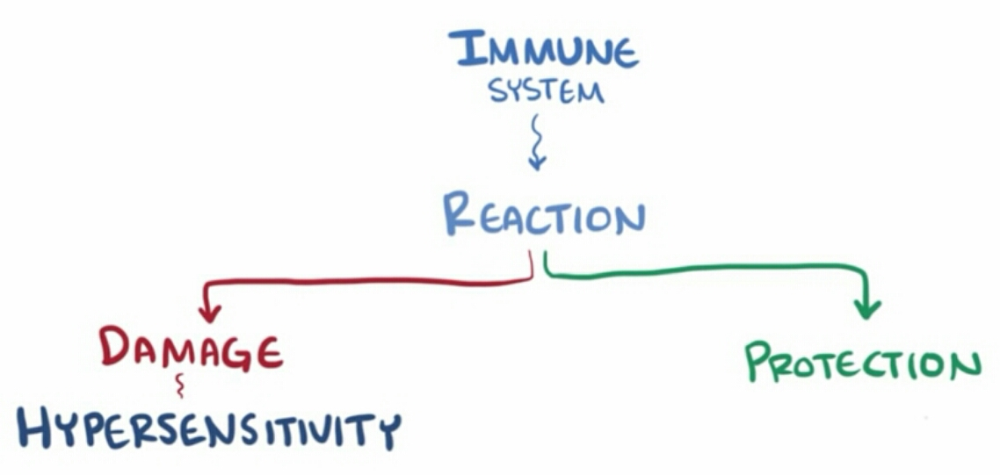 IMMUNE
SYSTEM
REACTION
DAMAGE
PROTECTION
HYPERSENSITIVITY